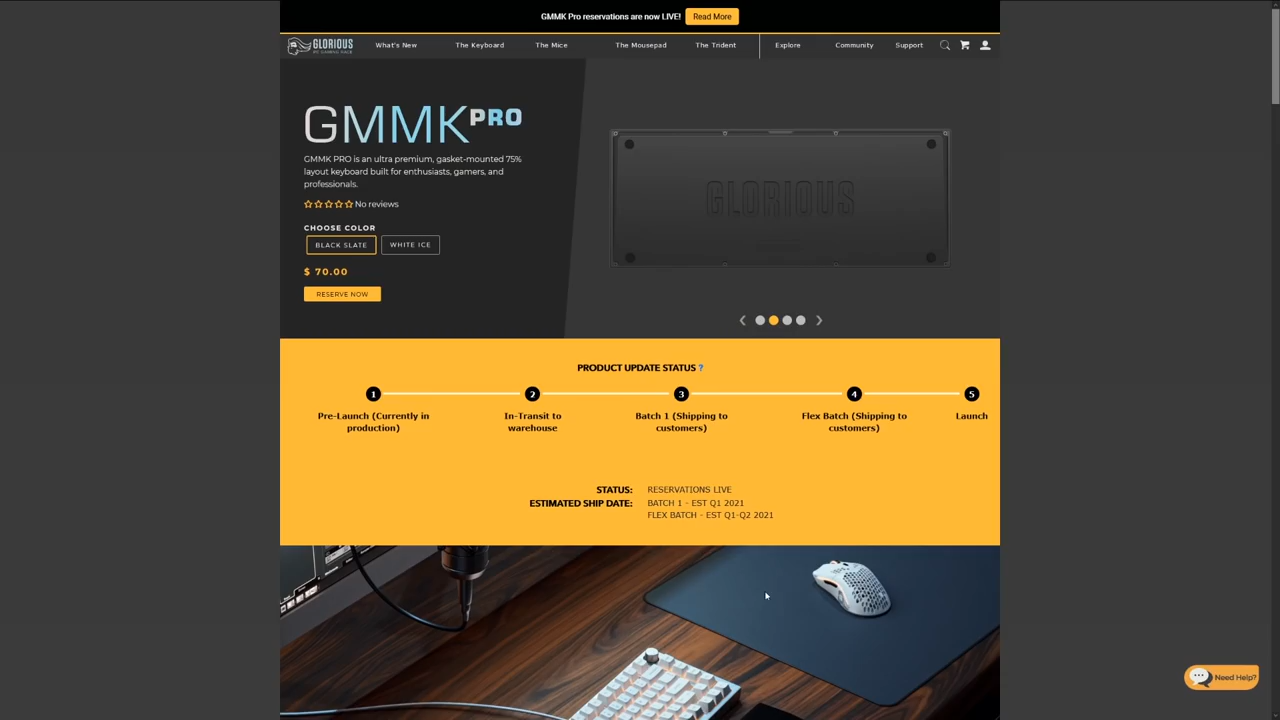 GMMK Pro reservations are now LIVE! Read More
GLORIOUS
What's New The Keyboard The Mice The Mousepad The Trident Explore Community Support
GMMK PRO
GMMK PRO is an ultra premium, gasket-mounted 75%
layout keyboard built for enthusiasts, gamers, and
professionals.
No reviews
CHOOSE COLOR
BLACK SLATE WHITE ICE
$ 70.00
RESERVE NOW
GLORIOUS
PRODUCT UPDATE STATUS ?
1 2 3 4 5
Pre-Launch (Currently in
production)
In-Transit to
warehouse
Batch 1 (Shipping to
customers)
Flex Batch (Shipping to
customers)
Launch
STATUS: RESERVATIONS LIVE
ESTIMATED SHIP DATE: BATCH 1 - EST Q1 2021
FLEX BATCH - EST Q1-Q2 2021
Need Help?